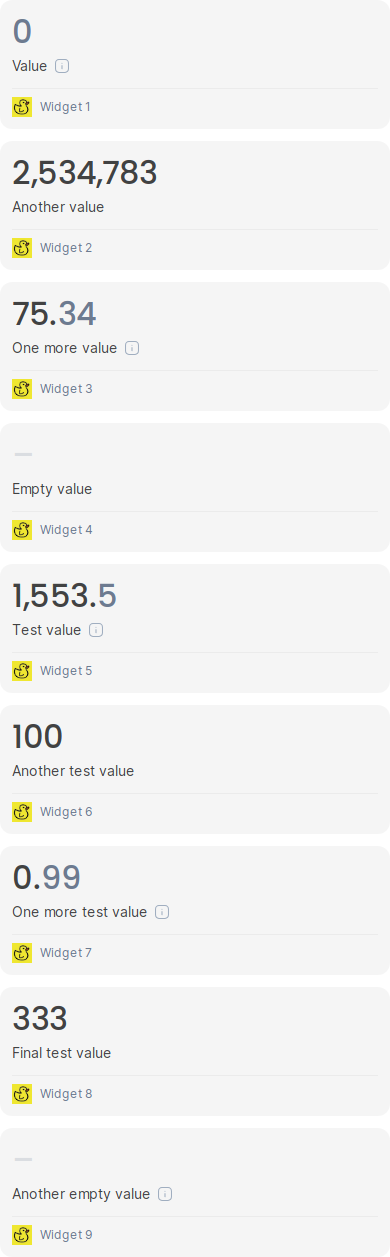 0
Value
Widget 1
2,534,783
Another value
Widget 2
75.34
One more value
Widget 3
–
Empty value
Widget 4
1,553.5
Test value
Widget 5
100
Another test value
Widget 6
0.99
One more test value
Widget 7
333
Final test value
Widget 8
–
Another empty value
Widget 9